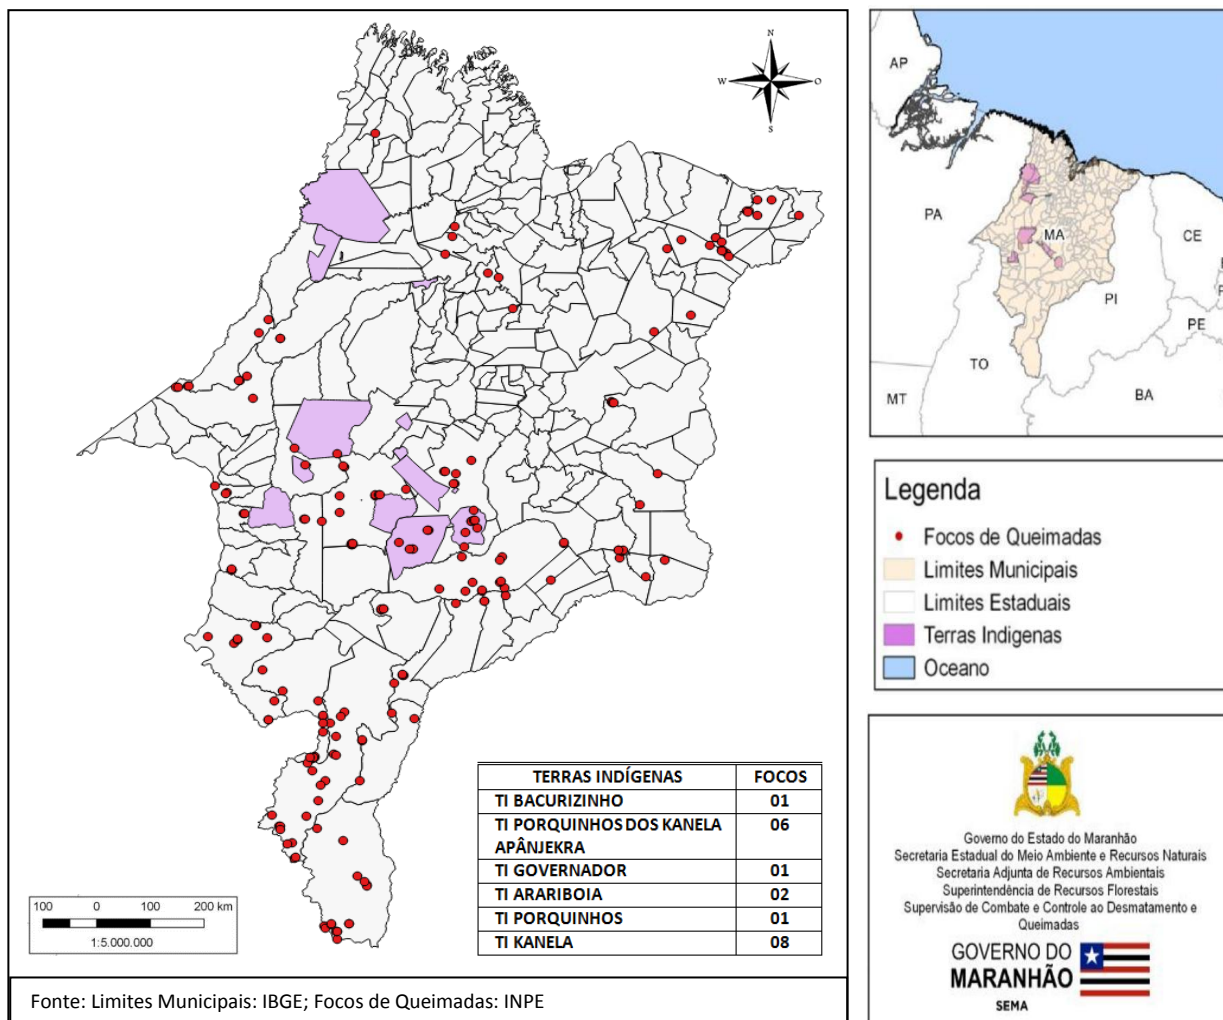 N
W
O
S
TERRAS INDÍGENAS FOCOS
TI BACURIZINHO 01
TI PORQUINHOS DOS KANELA 06
APÂNJEKRA
TI GOVERNADOR 01
TI ARARIBOIA 02
TI PORQUINHOS 01
TI KANELA 08
100 0 100 200 km
1:5.000.000
Fonte: Limites Municipais: IBGE; Focos de Queimadas: INPE
AP
PA
MA
CE
PI
PE
TO
MT
BA
Legenda
Focos de Queimadas
Limites Municipais
Limites Estaduais
Terras Indigenas
Oceano
Governo do Estado do Maranhão
Secretaria Estadual do Meio Ambiente e Recursos Naturais
Secretaria Adjunta de Recursos Ambientais
Superintendência de Recursos Florestais
Supervisão de Combate e Controle ao Desmatamento e
Queimadas
GOVERNO DO
MARANHÃO
SEMA